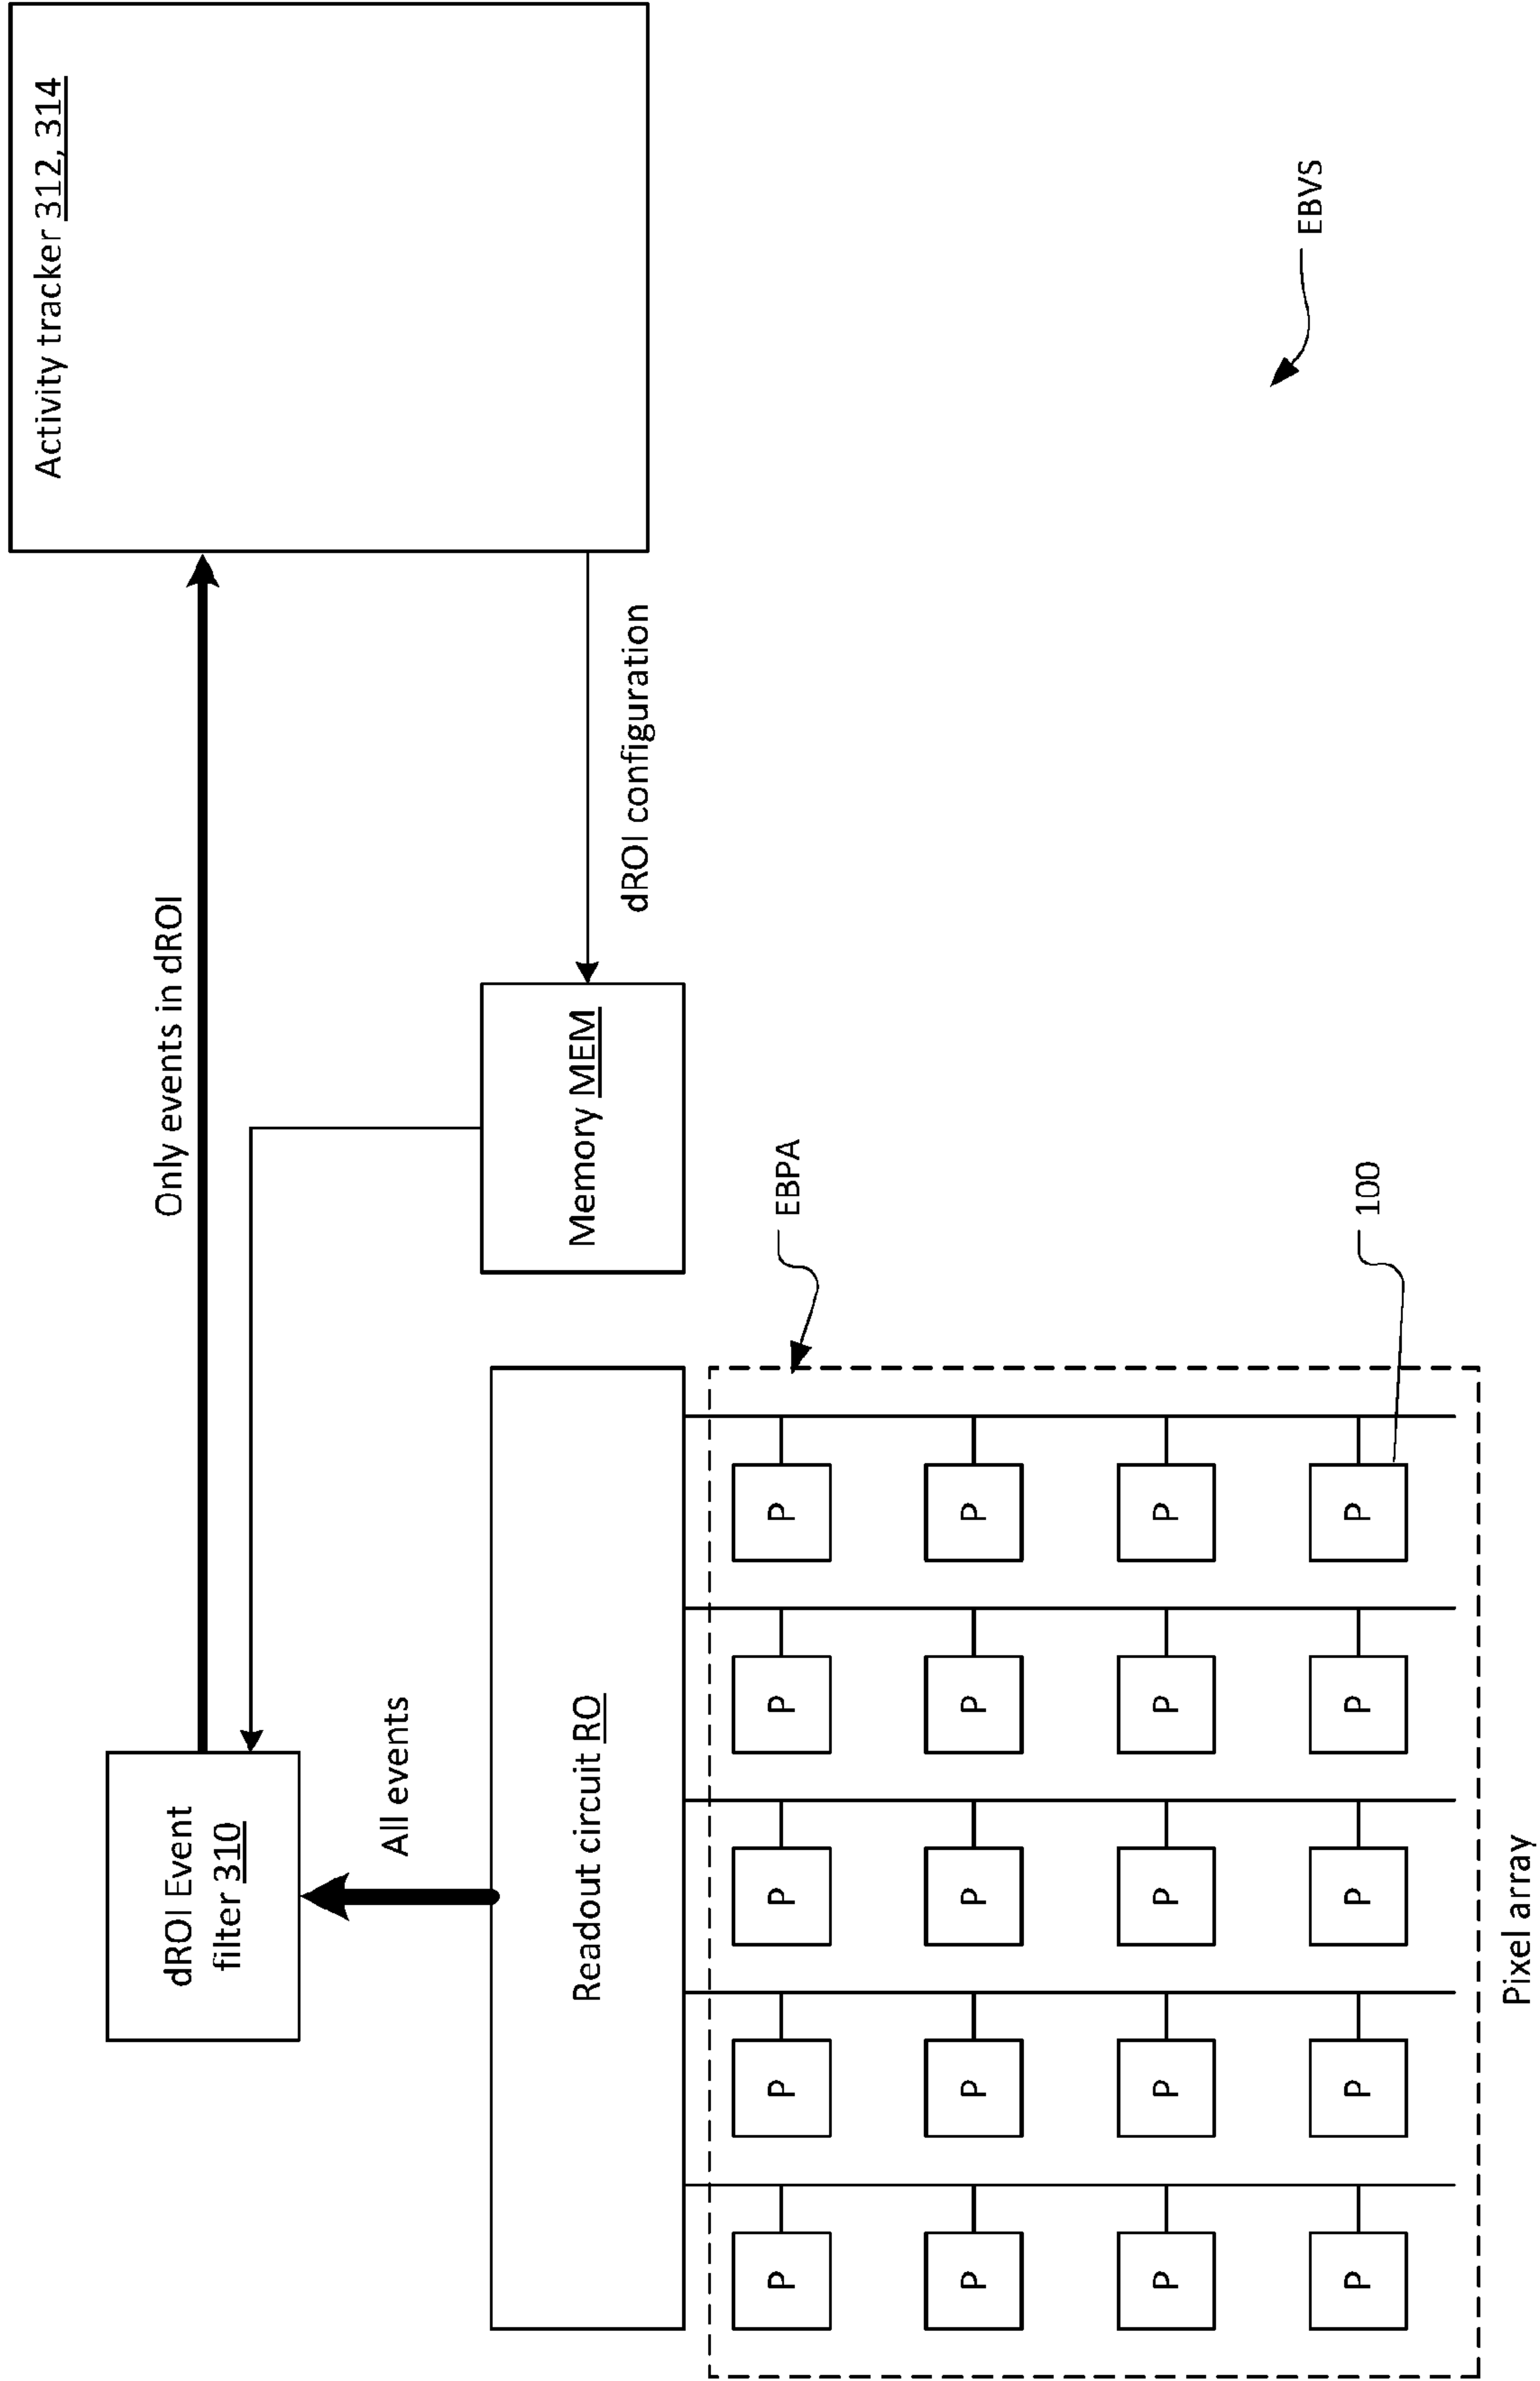 Activity tracker 312, 314
Only events in dROI
dROI Event
filter 310
All events
Readout circuit RO
Memory MEM
dROI configuration
EBPA
P P P P P
P P P P P
P P P P P
EBVS
P P P P P
100
Pixel array